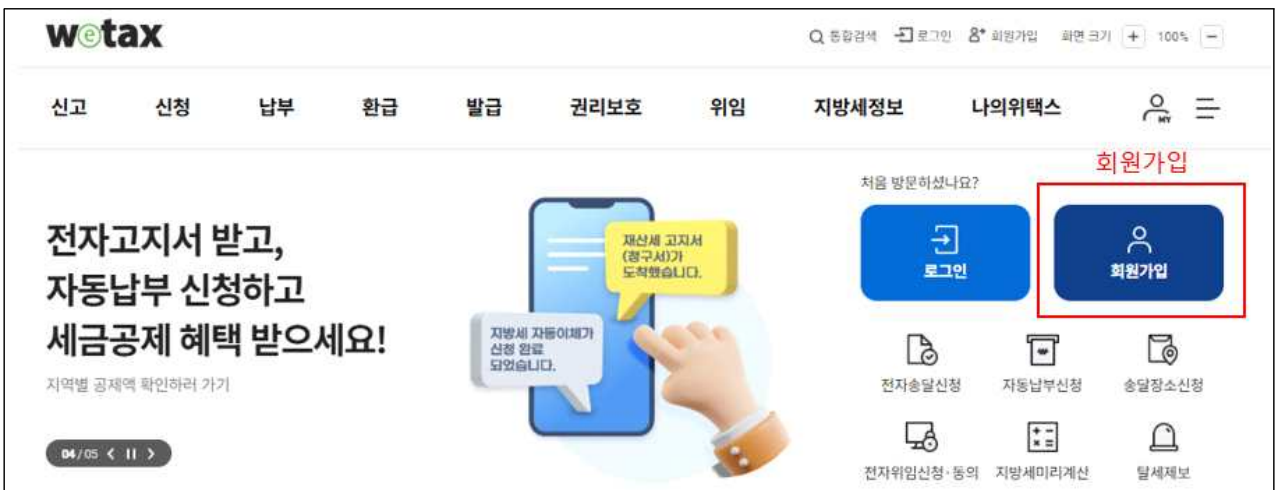 wetax
통합검색 로그인 회원가입 화면 크기 + 100% −
신고 신청 납부 환급 발급 권리보호 위임 지방세정보 나의위택스 MY
회원가입
처음 방문하셨나요?
전자고지서 받고,
자동납부 신청하고
세금공제 혜택 받으세요!
지역별 공제액 확인하러 가기
04/05
재산세 고지서
(청구서)가
도착했습니다.
지방세 자동이체가
신청 완료
되었습니다.
로그인 회원가입
전자송달신청 자동납부신청 송달장소신청
전자위임신청·동의 지방세미리계산 탈세제보